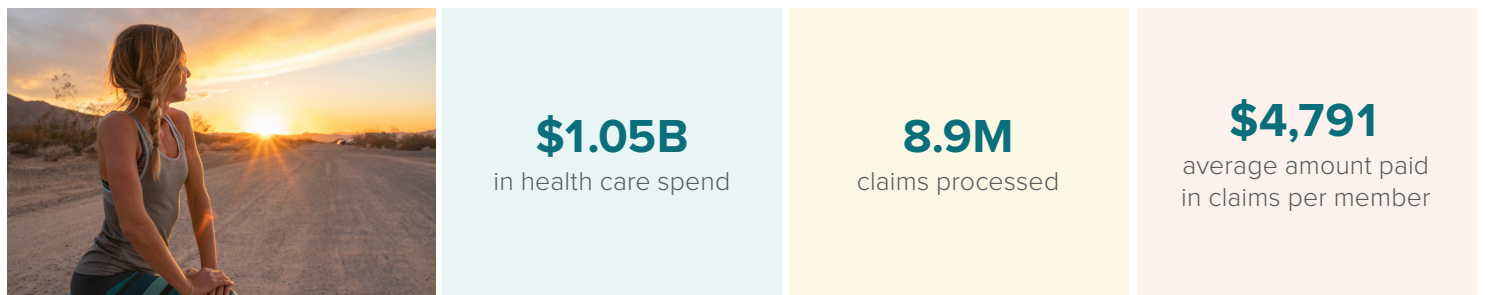 $1.05B
in health care spend
8.9M
claims processed
$4,791
average amount paid
in claims per member